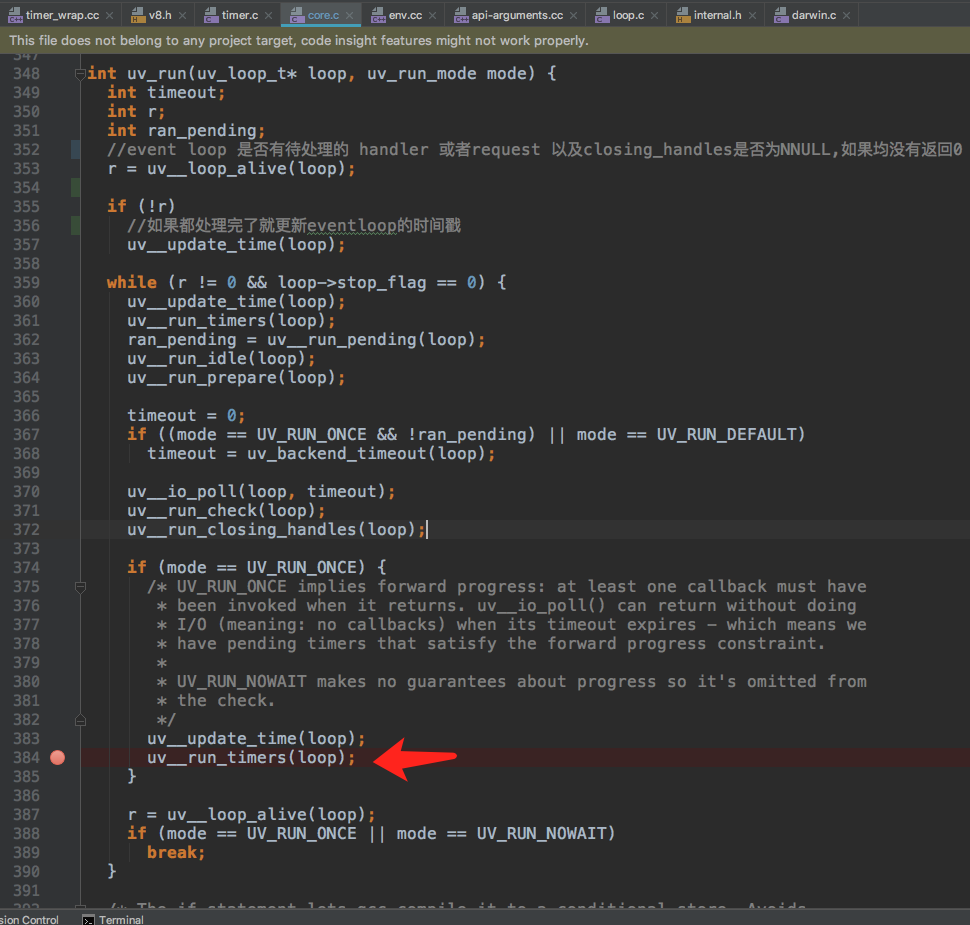 timer_wrap.cc
v8.h
timer.c
core.c
env.cc
api-arguments.cc
loop.c
internal.h
darwin.c
This file does not belong to any project target, code insight features might not work properly.
347
348 int uv_run(uv_loop_t* loop, uv_run_mode mode) {
349 int timeout;
350 int r;
351 int ran_pending;
352 //event loop 是否有待处理的 handler 或者request 以及closing_handles是否为NNULL,如果均没有返回0
353 r = uv__loop_alive(loop);
354
355 if (!r)
356 //如果都处理完了就更新eventloop的时间戳
357 uv__update_time(loop);
358
359 while (r != 0 && loop->stop_flag == 0) {
360 uv__update_time(loop);
361 uv__run_timers(loop);
362 ran_pending = uv__run_pending(loop);
363 uv__run_idle(loop);
364 uv__run_prepare(loop);
365
366 timeout = 0;
367 if ((mode == UV_RUN_ONCE && !ran_pending) || mode == UV_RUN_DEFAULT)
368 timeout = uv_backend_timeout(loop);
369
370 uv__io_poll(loop, timeout);
371 uv__run_check(loop);
372 uv__run_closing_handles(loop);
373
374 if (mode == UV_RUN_ONCE) {
375 /* UV_RUN_ONCE implies forward progress: at least one callback must have
376 * been invoked when it returns. uv__io_poll() can return without doing
377 * I/O (meaning: no callbacks) when its timeout expires - which means we
378 * have pending timers that satisfy the forward progress constraint.
379 *
380 * UV_RUN_NOWAIT makes no guarantees about progress so it's omitted from
381 * the check.
382 */
383 uv__update_time(loop);
384 uv__run_timers(loop);
385 }
386
387 r = uv__loop_alive(loop);
388 if (mode == UV_RUN_ONCE || mode == UV_RUN_NOWAIT)
389 break;
390 }
391
392 /* The if statement lets gcc compile it to a conditional store. Avoids
sion Control
Terminal